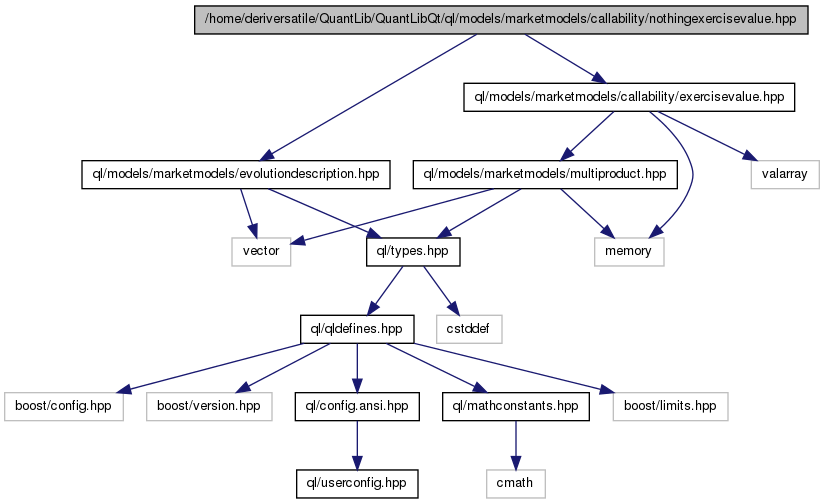 /home/deriversatile/QuantLib/QuantLibQt/ql/models/marketmodels/callability/nothingexercisevalue.hpp
ql/models/marketmodels/callability/exercisevalue.hpp
ql/models/marketmodels/evolutiondescription.hpp
ql/models/marketmodels/multiproduct.hpp
valarray
vector
ql/types.hpp
memory
ql/qldefines.hpp
cstddef
boost/config.hpp
boost/version.hpp
ql/config.ansi.hpp
ql/mathconstants.hpp
boost/limits.hpp
ql/userconfig.hpp
cmath